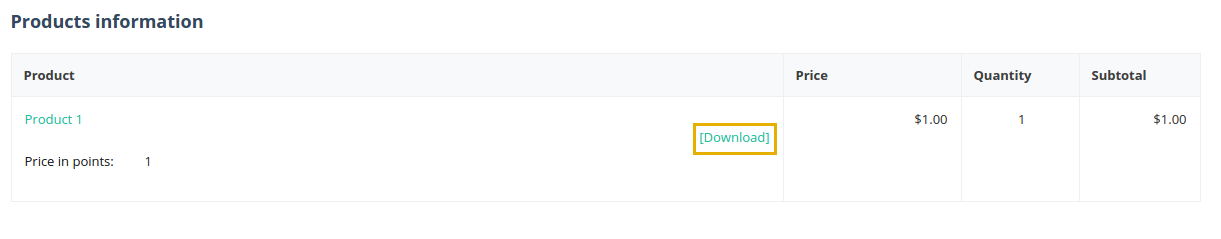 Products information
Product Price Quantity Subtotal
Product 1 $1.00 1 $1.00
[Download]
Price in points: 1